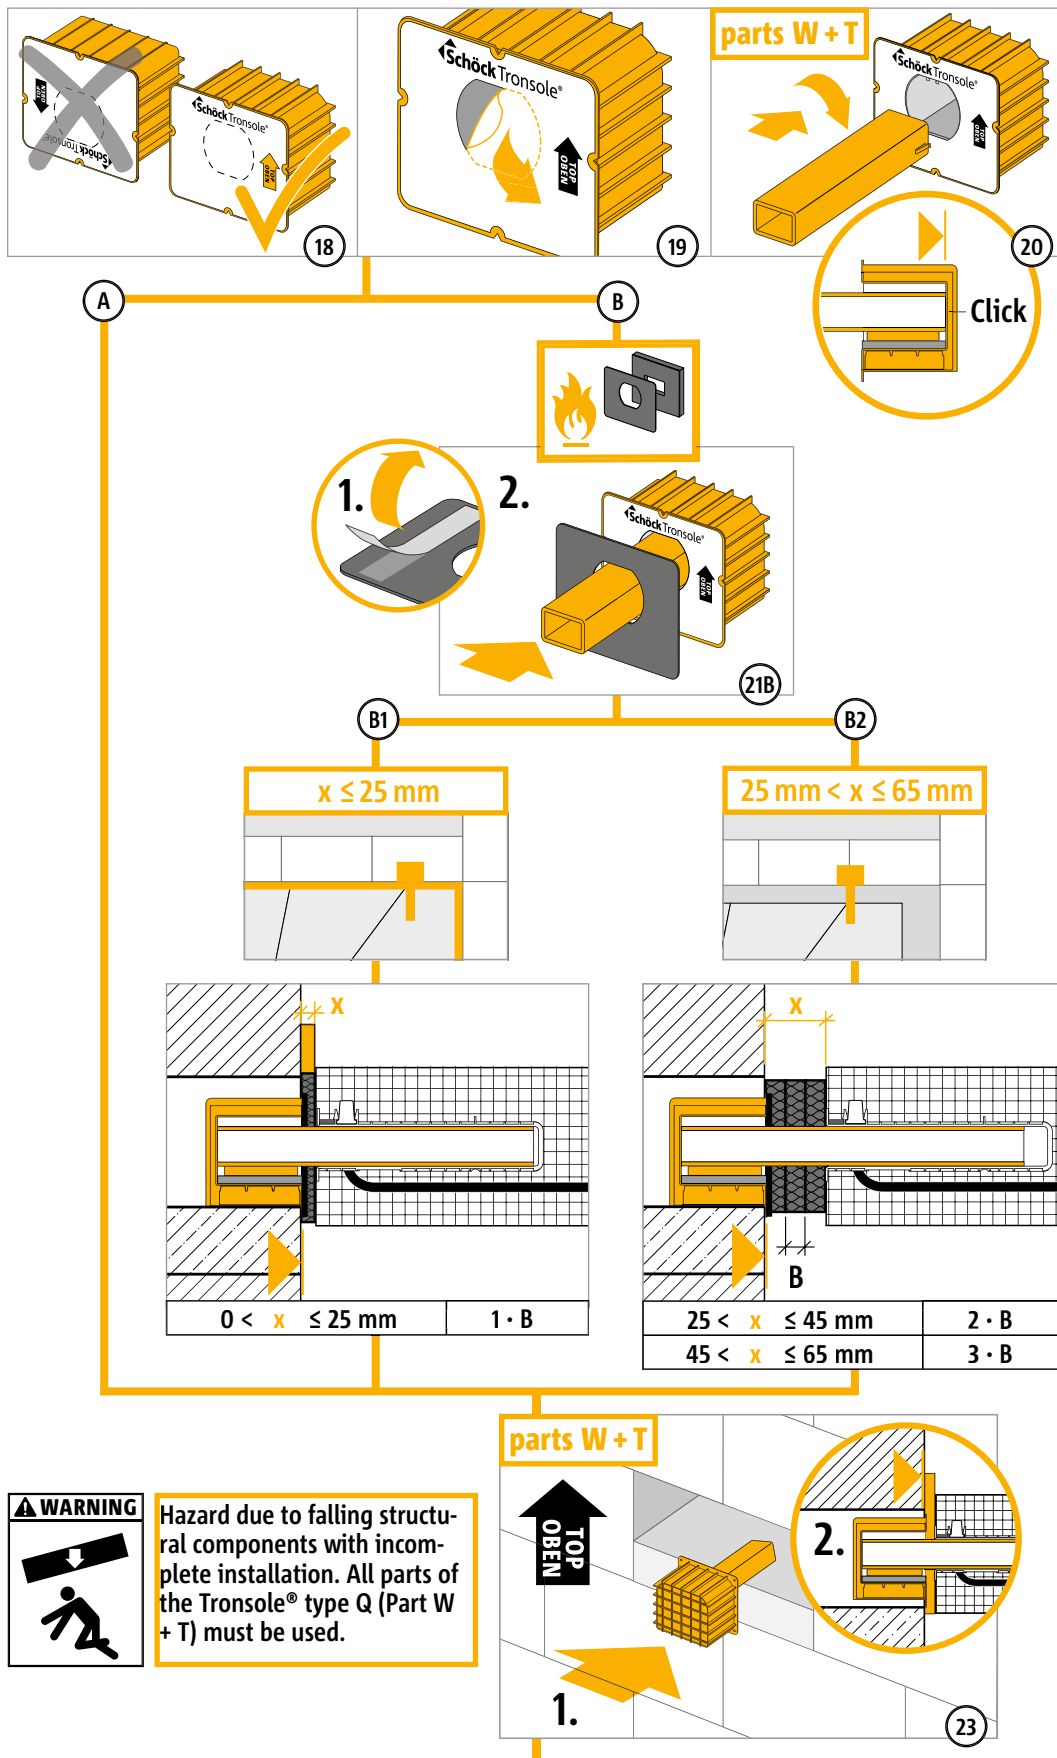 Schöck Tronsole®
TOP
OBEN
Schöck Tronsole®
TOP
OBEN
18
Schöck Tronsole®
TOP
OBEN
19
parts W + T
Schöck Tronsole®
TOP
OBEN
20
Click
A
B
1.
2.
Schöck Tronsole®
TOP
OBEN
21B
B1
B2
x ≤ 25 mm
25 mm < x ≤ 65 mm
x
x
B
0 < x ≤ 25 mm 1 · B
25 < x ≤ 45 mm 2 · B
45 < x ≤ 65 mm 3 · B
parts W + T
TOP
OBEN
1.
2.
23
WARNING
Hazard due to falling structu-
ral components with incom-
plete installation. All parts of
the Tronsole® type Q (Part W
+ T) must be used.